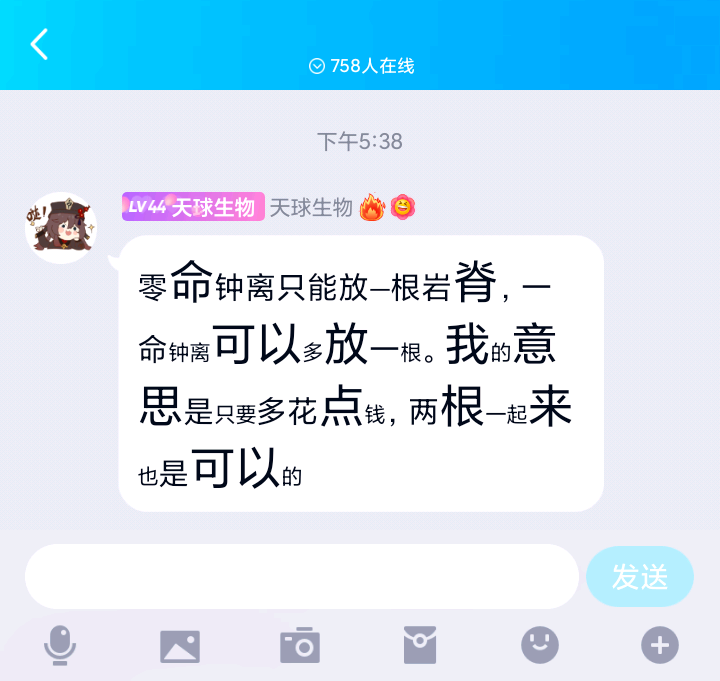 758人在线
下午5:38
LV44 天球生物 天球生物
哇!
零命钟离只能放一根岩脊，一
命钟离可以多放一根。我的意
思是只要多花点钱，两根一起来
也是可以的
发送